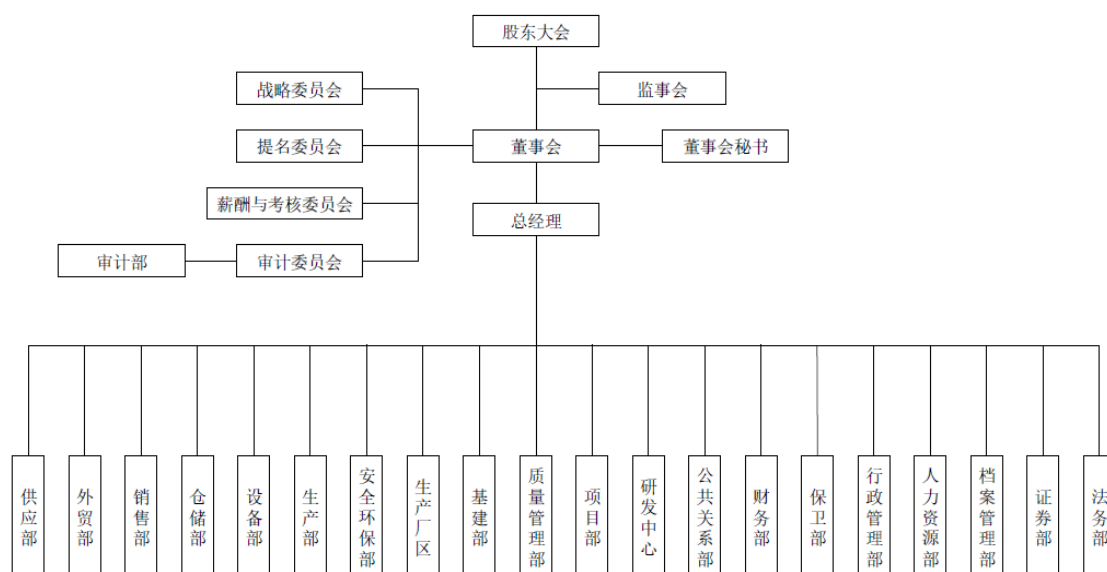 股东大会
战略委员会
监事会
提名委员会
董事会
董事会秘书
薪酬与考核委员会
总经理
审计部
审计委员会
供应部
外贸部
销售部
仓储部
设备部
生产部
安全环保部
生产厂区
基建部
质量管理部
项目部
研发中心
公共关系部
财务部
保卫部
行政管理部
人力资源部
档案管理部
证券部
法务部